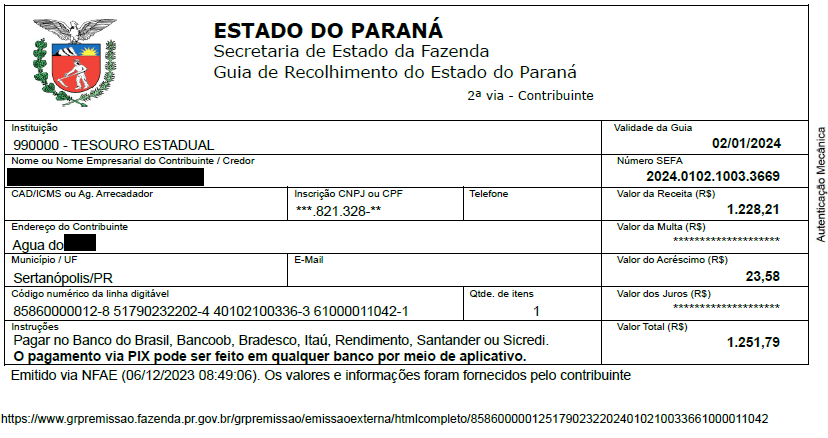 ESTADO DO PARANÁ
Secretaria de Estado da Fazenda
Guia de Recolhimento do Estado do Paraná
2ª via - Contribuinte
Instituição
990000 - TESOURO ESTADUAL
Validade da Guia
02/01/2024
Nome ou Nome Empresarial do Contribuinte / Credor
Número SEFA
2024.0102.1003.3669
CAD/ICMS ou Ag. Arrecadador
Inscrição CNPJ ou CPF
***.821.328-**
Telefone
Valor da Receita (R$)
1.228,21
Endereço do Contribuinte
Agua do
Valor da Multa (R$)
********************
Município / UF
Sertanópolis/PR
E-Mail
Valor do Acréscimo (R$)
23,58
Código numérico da linha digitável
85860000012-8 51790232202-4 40102100336-3 61000011042-1
Qtde. de itens
1
Valor dos Juros (R$)
********************
Instruções
Pagar no Banco do Brasil, Bancoob, Bradesco, Itaú, Rendimento, Santander ou Sicredi.
O pagamento via PIX pode ser feito em qualquer banco por meio de aplicativo.
Valor Total (R$)
1.251,79
Emitido via NFAE (06/12/2023 08:49:06). Os valores e informações foram fornecidos pelo contribuinte
Autenticação Mecânica
https://www.grpremissao.fazenda.pr.gov.br/grpremissao/emissaoexterna/htmlcompleto/85860000012517902322024010210033661000011042